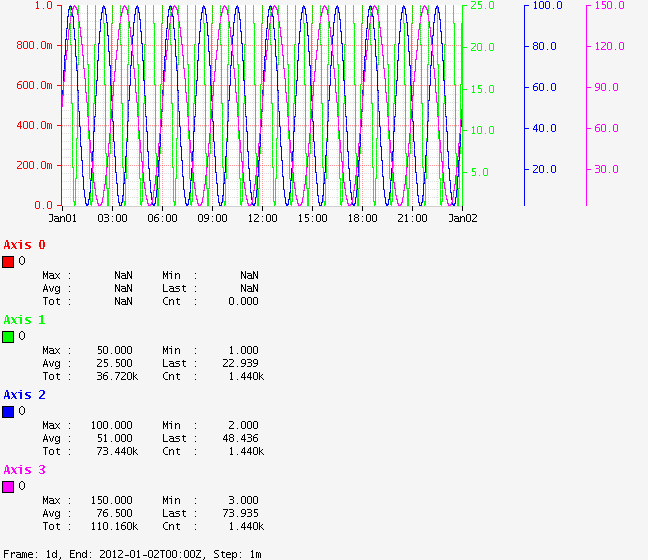 1.0 25.0 100.0 150.0
800.0m 20.0 80.0 120.0
600.0m 15.0 60.0 90.0
400.0m 10.0 40.0 60.0
200.0m 5.0 20.0 30.0
0.0
Jan01 03:00 06:00 09:00 12:00 15:00 18:00 21:00 Jan02
Axis 0
0
Max : NaN Min : NaN
Avg : NaN Last : NaN
Tot : NaN Cnt : 0.000
Axis 1
0
Max : 50.000 Min : 1.000
Avg : 25.500 Last : 22.939
Tot : 36.720k Cnt : 1.440k
Axis 2
0
Max : 100.000 Min : 2.000
Avg : 51.000 Last : 48.436
Tot : 73.440k Cnt : 1.440k
Axis 3
0
Max : 150.000 Min : 3.000
Avg : 76.500 Last : 73.935
Tot : 110.160k Cnt : 1.440k
Frame: 1d, End: 2012-01-02T00:00Z, Step: 1m